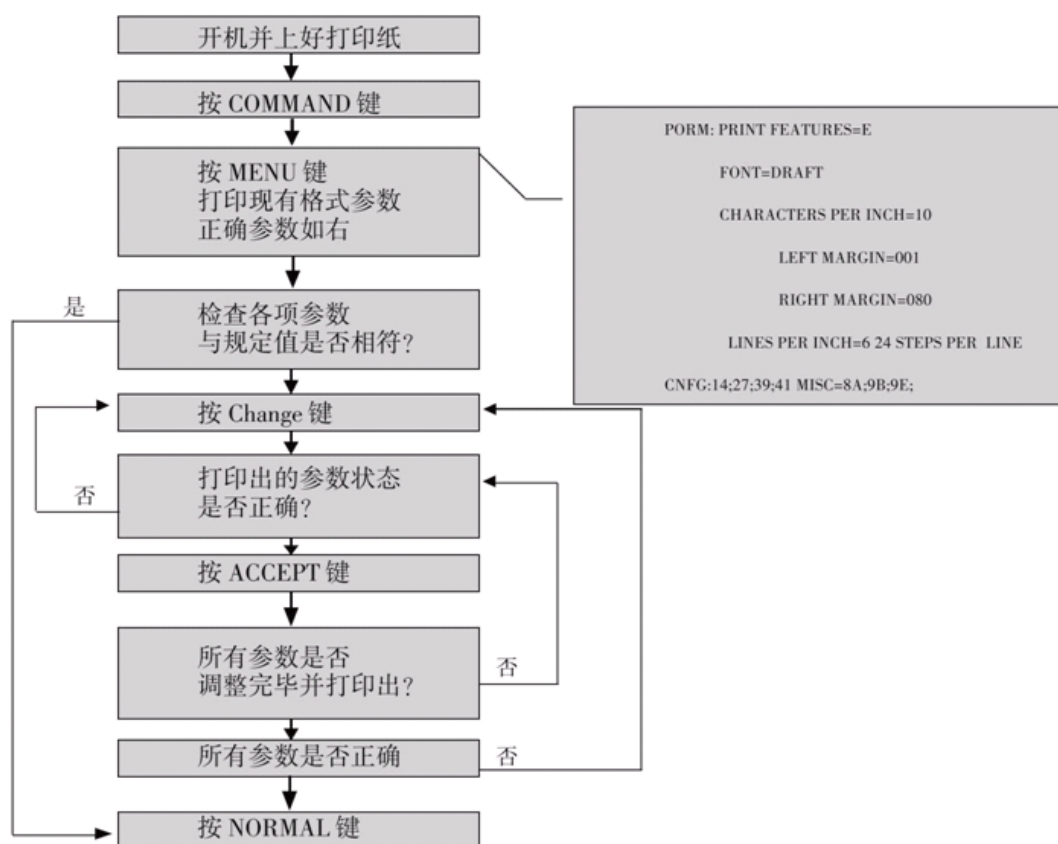 开机并上好打印纸
按 COMMAND 键
按 MENU 键
打印现有格式参数
正确参数如右
PORM: PRINT FEATURES=E
FONT=DRAFT
CHARACTERS PER INCH=10
LEFT MARGIN=001
RIGHT MARGIN=080
LINES PER INCH=6 24 STEPS PER LINE
CNFG:14;27;39;41 MISC=8A;9B;9E;
是
检查各项参数
与规定值是否相符?
按 Change 键
否
打印出的参数状态
是否正确?
按 ACCEPT 键
所有参数是否
调整完毕并打印出?
否
所有参数是否正确
否
按 NORMAL 键